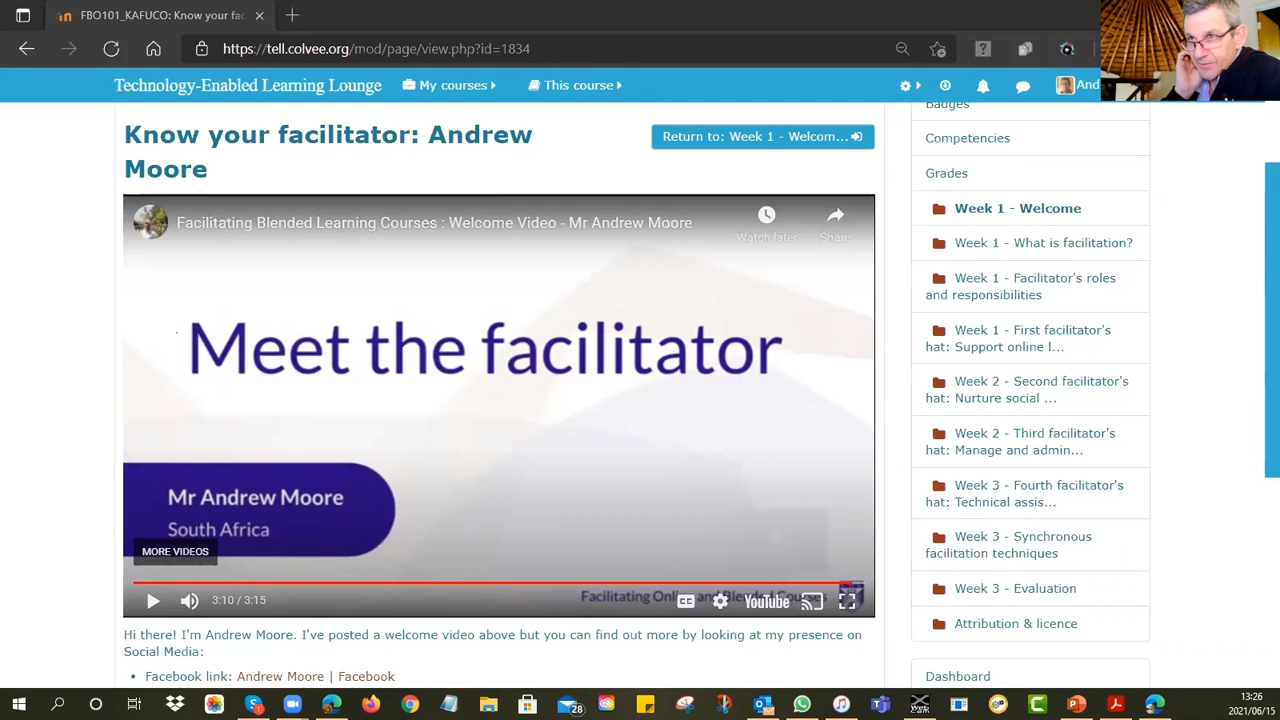 FBO101_KAFUCO: Know your fac
https://tell.colvee.org/mod/page/view.php?id=1834
Technology-Enabled Learning Lounge
My courses
This course
Know your facilitator: Andrew
Moore
Return to: Week 1 - Welcom...
Facilitating Blended Learning Courses : Welcome Video - Mr Andrew Moore
Watch later
Share
Meet the facilitator
Mr Andrew Moore
South Africa
MORE VIDEOS
3:10 / 3:15
YouTube
Hi there! I'm Andrew Moore. I've posted a welcome video above but you can find out more by looking at my presence on
Social Media:
• Facebook link: Andrew Moore | Facebook
Badges
Competencies
Grades
Week 1 - Welcome
Week 1 - What is facilitation?
Week 1 - Facilitator's roles
and responsibilities
Week 1 - First facilitator's
hat: Support online l...
Week 2 - Second facilitator's
hat: Nurture social ...
Week 2 - Third facilitator's
hat: Manage and admin...
Week 3 - Fourth facilitator's
hat: Technical assis...
Week 3 - Synchronous
facilitation techniques
Week 3 - Evaluation
Attribution & licence
Dashboard
13:26
2021/06/15